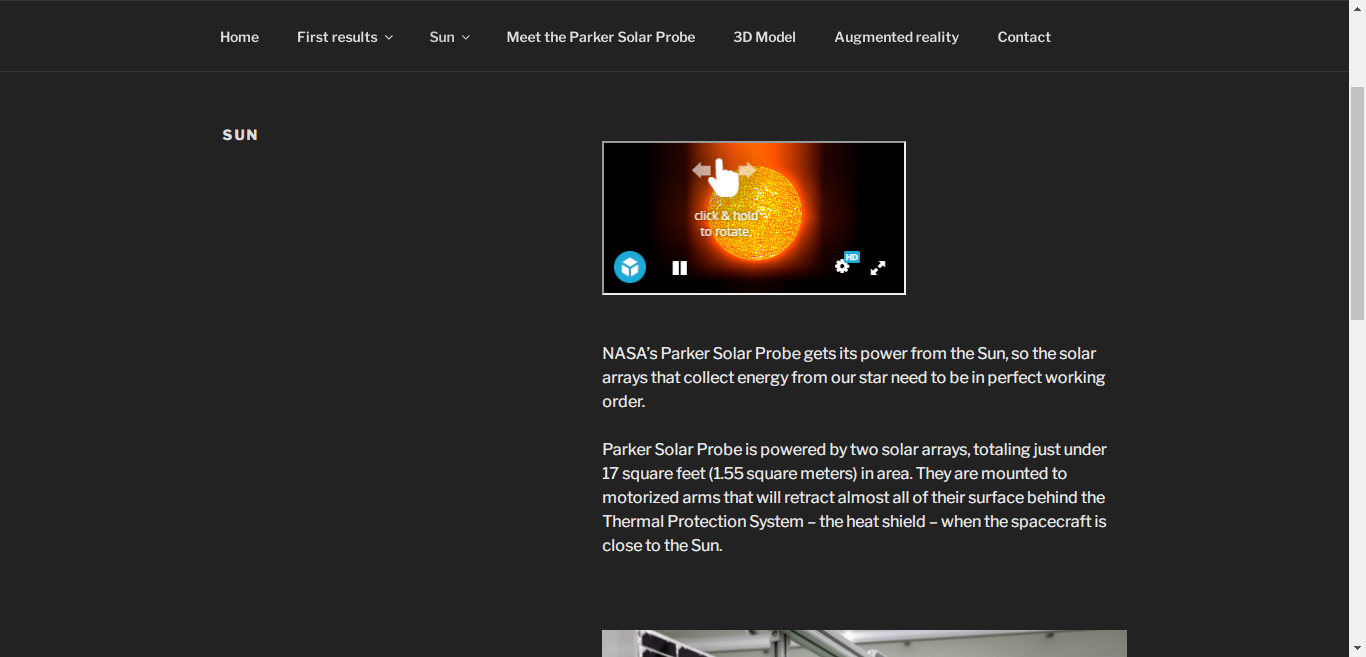 Home First results Sun Meet the Parker Solar Probe 3D Model Augmented reality Contact
SUN
click & hold
to rotate
HD
NASA’s Parker Solar Probe gets its power from the Sun, so the solar
arrays that collect energy from our star need to be in perfect working
order.
Parker Solar Probe is powered by two solar arrays, totaling just under
17 square feet (1.55 square meters) in area. They are mounted to
motorized arms that will retract almost all of their surface behind the
Thermal Protection System – the heat shield – when the spacecraft is
close to the Sun.